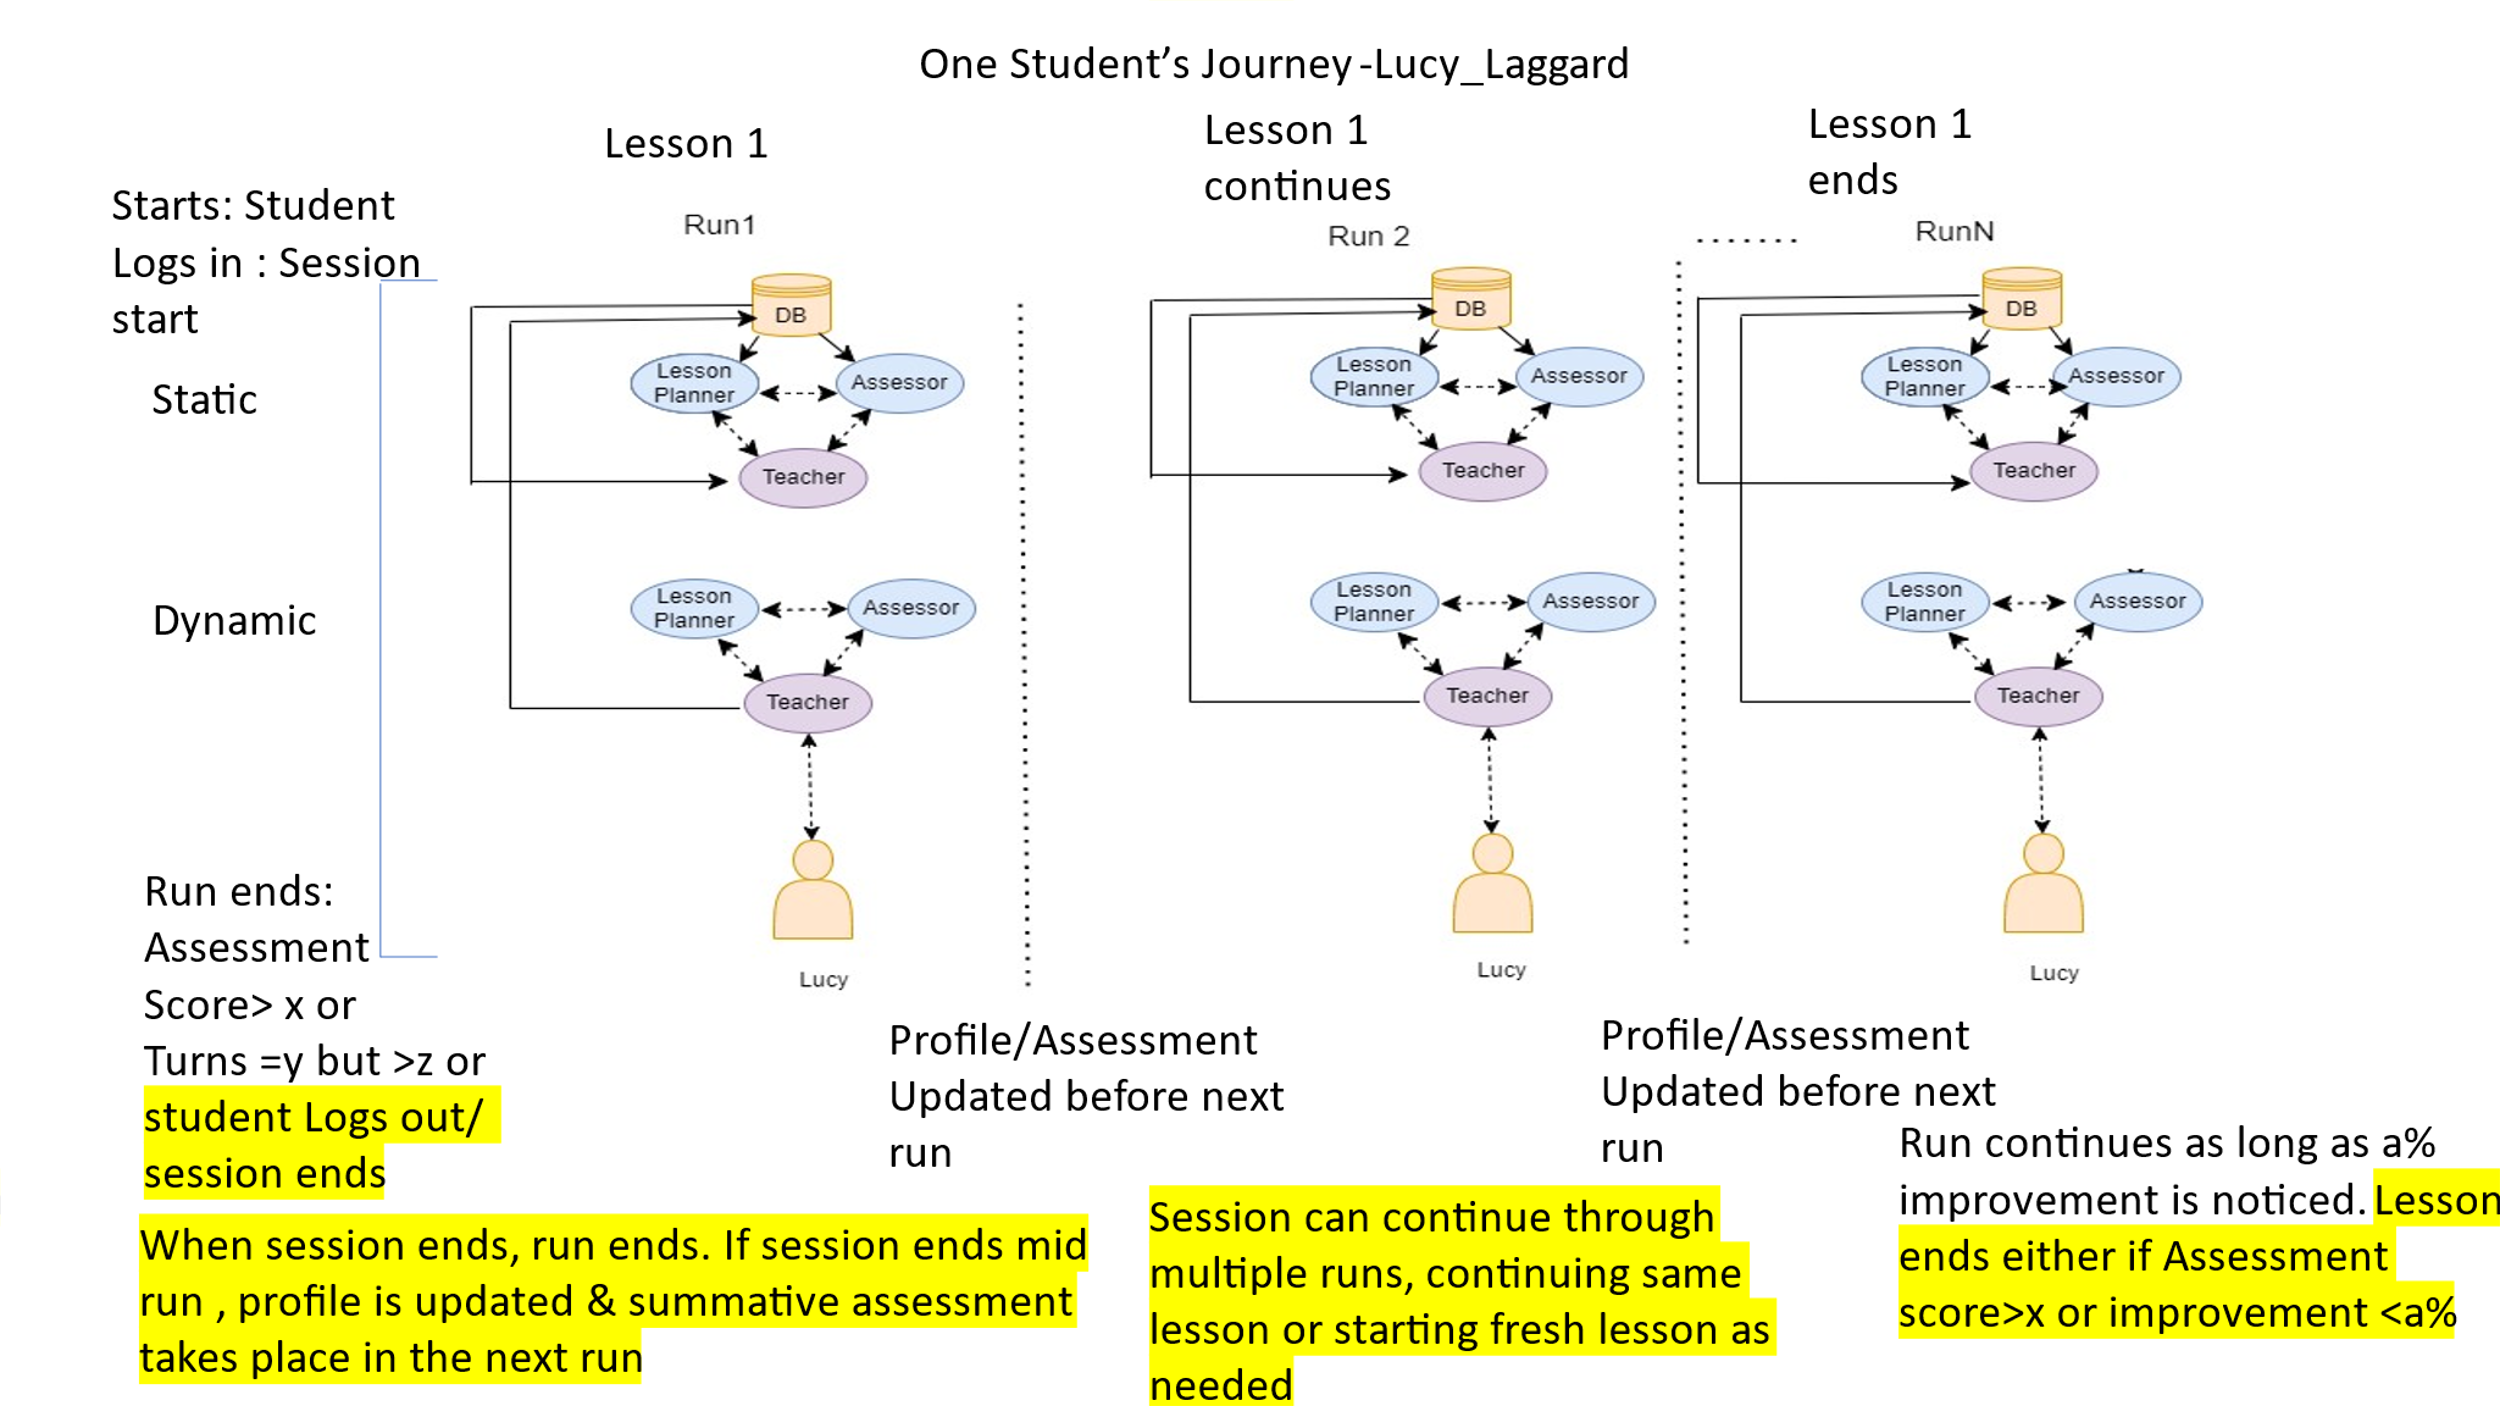 One Student’s Journey -Lucy_Laggard
Lesson 1
Lesson 1
continues
Lesson 1
ends
Starts: Student
Logs in : Session
start
Static
Dynamic
Run1
DB
Lesson
Planner
Assessor
Teacher
Lesson
Planner
Assessor
Teacher
Lucy
Run 2
DB
Lesson
Planner
Assessor
Teacher
Lesson
Planner
Assessor
Teacher
Lucy
.......
RunN
DB
Lesson
Planner
Assessor
Teacher
Lesson
Planner
Assessor
Teacher
Lucy
Run ends:
Assessment
Score> x or
Turns =y but >z or
student Logs out/
session ends
When session ends, run ends. If session ends mid
run , profile is updated & summative assessment
takes place in the next run
Profile/Assessment
Updated before next
run
Session can continue through
multiple runs, continuing same
lesson or starting fresh lesson as
needed
Profile/Assessment
Updated before next
run
Run continues as long as a%
improvement is noticed. Lesson
ends either if Assessment
score>x or improvement <a%